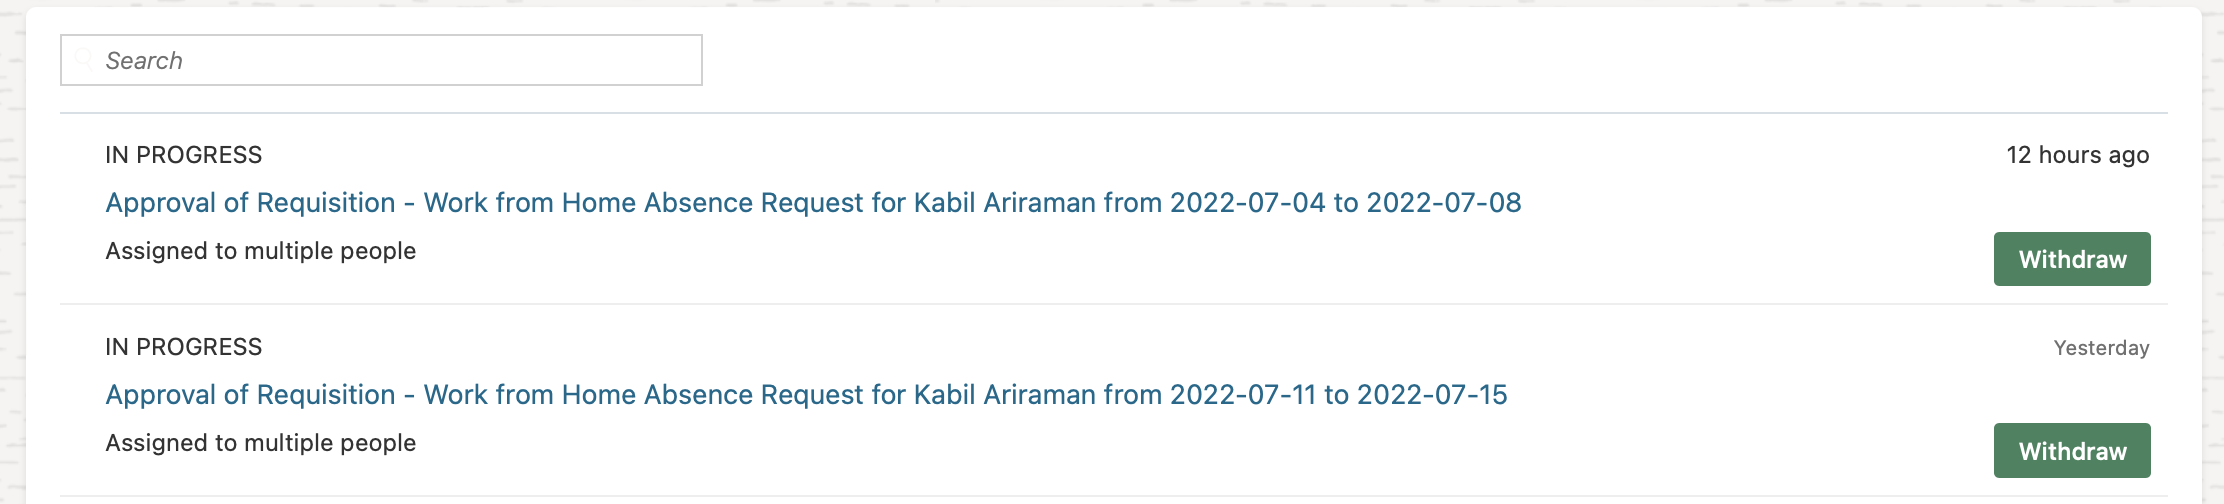 Search
IN PROGRESS
12 hours ago
Approval of Requisition - Work from Home Absence Request for Kabil Ariraman from 2022-07-04 to 2022-07-08
Assigned to multiple people
Withdraw
IN PROGRESS
Yesterday
Approval of Requisition - Work from Home Absence Request for Kabil Ariraman from 2022-07-11 to 2022-07-15
Assigned to multiple people
Withdraw